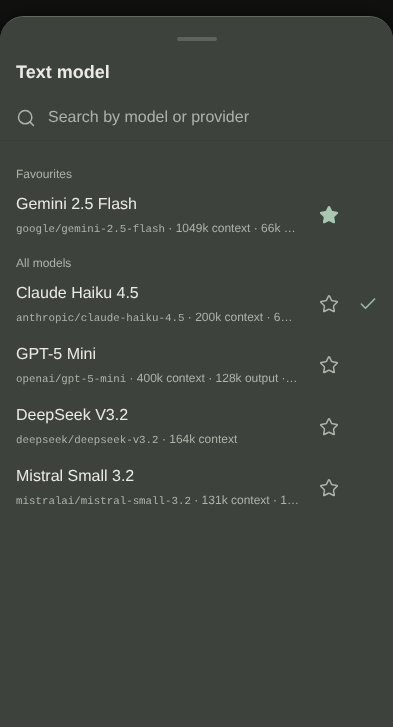 Text model
Search by model or provider
Favourites
Gemini 2.5 Flash
google/gemini-2.5-flash · 1049k context · 66k …
All models
Claude Haiku 4.5
anthropic/claude-haiku-4.5 · 200k context · 6…
GPT-5 Mini
openai/gpt-5-mini · 400k context · 128k output ·…
DeepSeek V3.2
deepseek/deepseek-v3.2 · 164k context
Mistral Small 3.2
mistralai/mistral-small-3.2 · 131k context · 1…